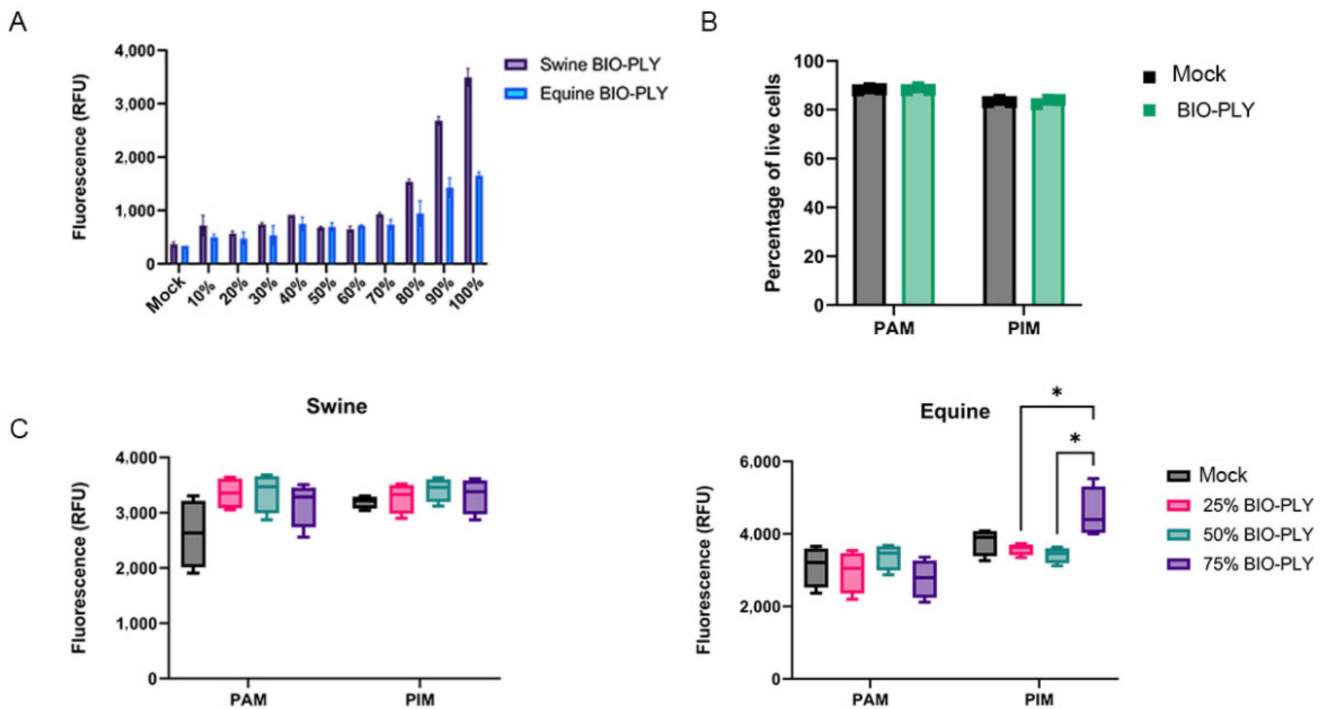 A
Fluorescence (RFU)
4,000
3,000
2,000
1,000
0
Mock
10%
20%
30%
40%
50%
60%
70%
80%
90%
100%
Swine BIO-PLY
Equine BIO-PLY
B
Percentage of live cells
100
80
60
40
20
0
PAM
PIM
Mock
BIO-PLY
C
Swine
Fluorescence (RFU)
4,000
3,000
2,000
1,000
0
PAM
PIM
Equine
*
*
Fluorescence (RFU)
6,000
4,000
2,000
0
PAM
PIM
Mock
25% BIO-PLY
50% BIO-PLY
75% BIO-PLY